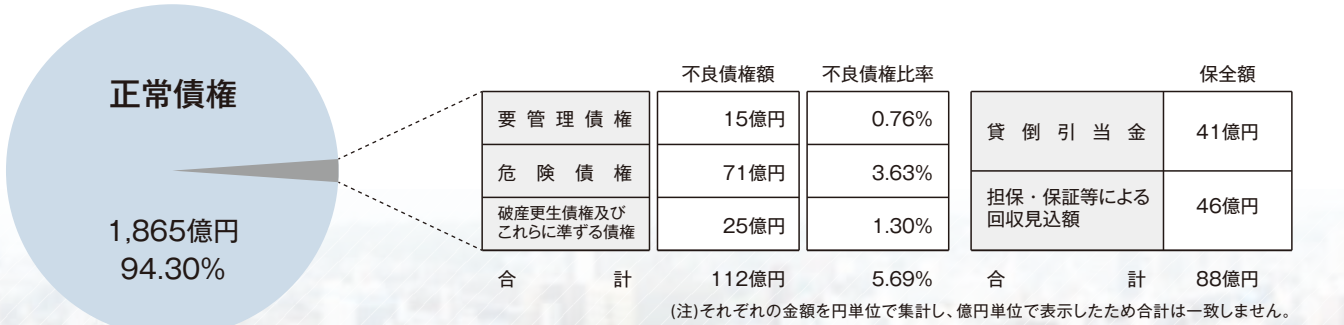 正常債権
1,865億円
94.30%
不良債権額 不良債権比率 保全額
要管理債権 15億円 0.76%
危険債権 71億円 3.63%
破産更生債権及び
これらに準ずる債権 25億円 1.30%
合計 112億円 5.69%
貸倒引当金 41億円
担保・保証等による
回収見込額 46億円
合計 88億円
(注)それぞれの金額を円単位で集計し、億円単位で表示したため合計は一致しません。